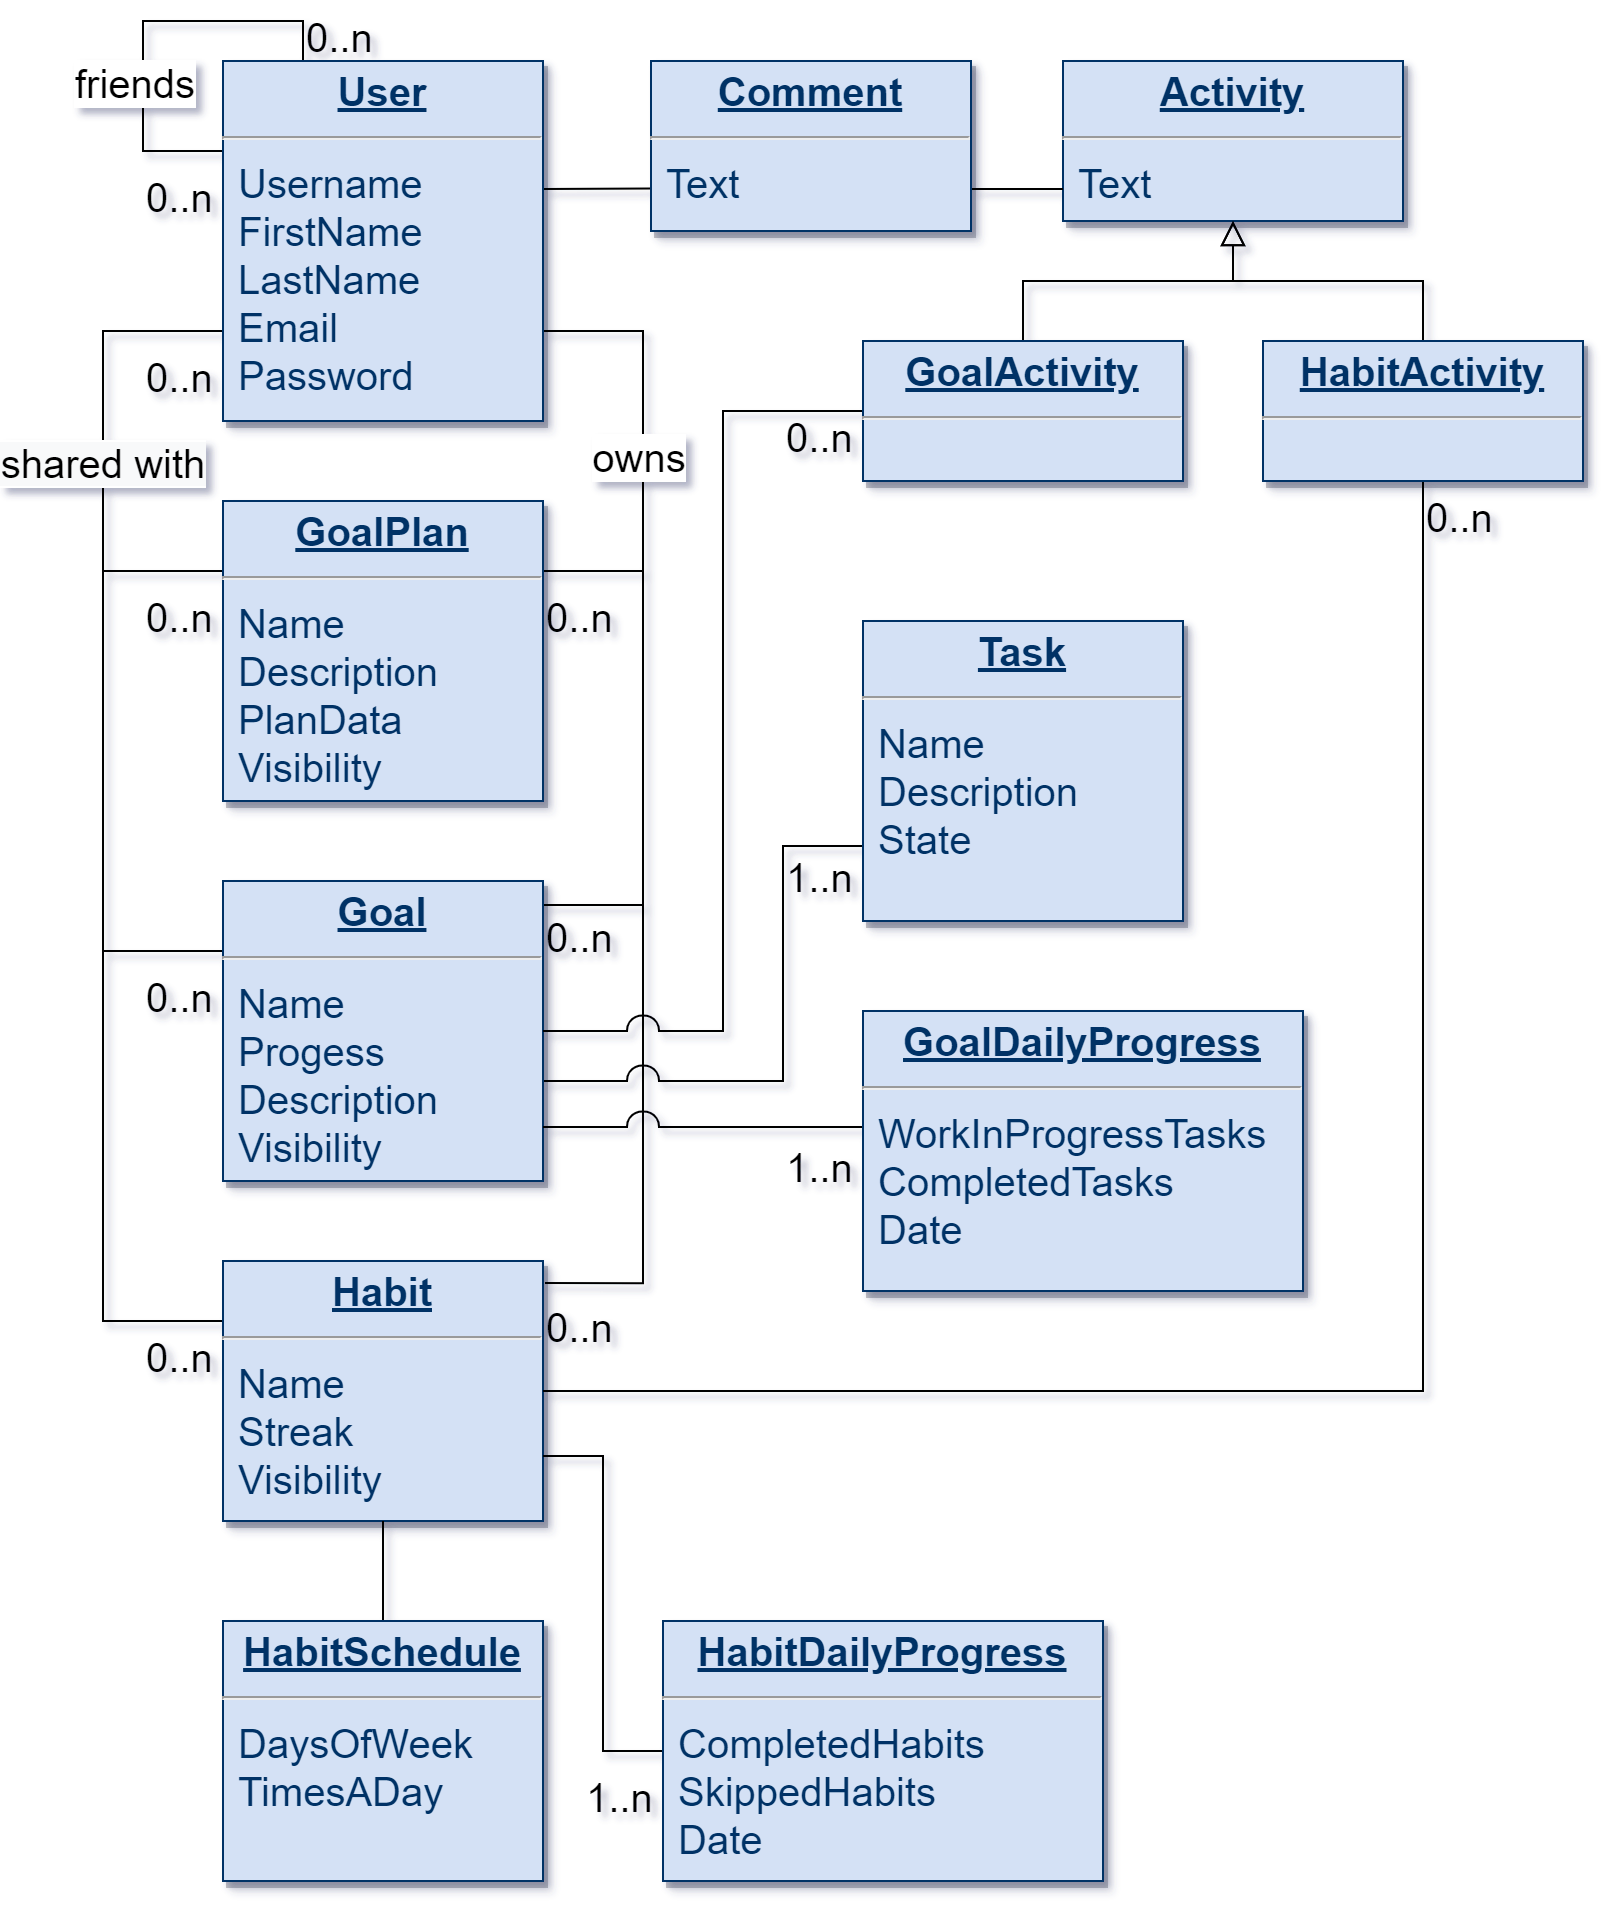 0..n
friends
0..n
User
Username
FirstName
LastName
Email
Password
Comment
Text
Activity
Text
0..n
shared with
owns
GoalActivity
0..n
HabitActivity
0..n
GoalPlan
0..n
0..n
Name
Description
PlanData
Visibility
Task
Name
Description
State
1..n
Goal
0..n
0..n
Name
Progess
Description
Visibility
GoalDailyProgress
1..n
WorkInProgressTasks
CompletedTasks
Date
Habit
0..n
0..n
Name
Streak
Visibility
HabitSchedule
DaysOfWeek
TimesADay
HabitDailyProgress
1..n
CompletedHabits
SkippedHabits
Date